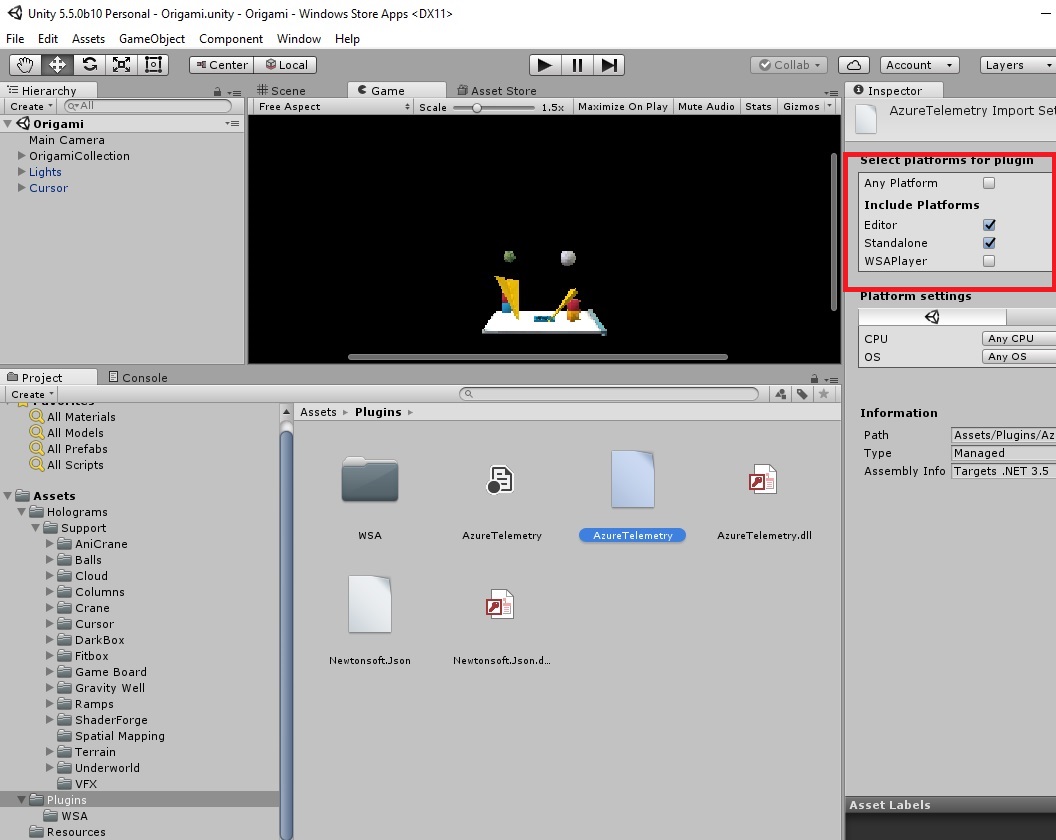 Unity 5.5.0b10 Personal - Origami.unity - Origami - Windows Store Apps <DX11>
File Edit Assets GameObject Component Window Help
Center Local Collab Account Layers
Hierarchy
Create All
Origami
Main Camera
OrigamiCollection
Lights
Cursor
Scene Game Asset Store
Free Aspect Scale 1.5x Maximize On Play Mute Audio Stats Gizmos
Inspector
AzureTelemetry Import Set
Select platforms for plugin
Any Platform
Include Platforms
Editor
Standalone
WSAPlayer
Platform settings
CPU Any CPU
OS Any OS
Information
Path Assets/Plugins/Az
Type Managed
Assembly Info Targets .NET 3.5
Asset Labels
Project Console
Create
Favorites
All Materials
All Models
All Prefabs
All Scripts
Assets
Holograms
Support
AniCrane
Balls
Cloud
Columns
Crane
Cursor
DarkBox
Fitbox
Game Board
Gravity Well
Ramps
ShaderForge
Spatial Mapping
Terrain
Underworld
VFX
Plugins
WSA
Resources
Assets Plugins
WSA AzureTelemetry AzureTelemetry AzureTelemetry.dll
Newtonsoft.Json Newtonsoft.Json.d...